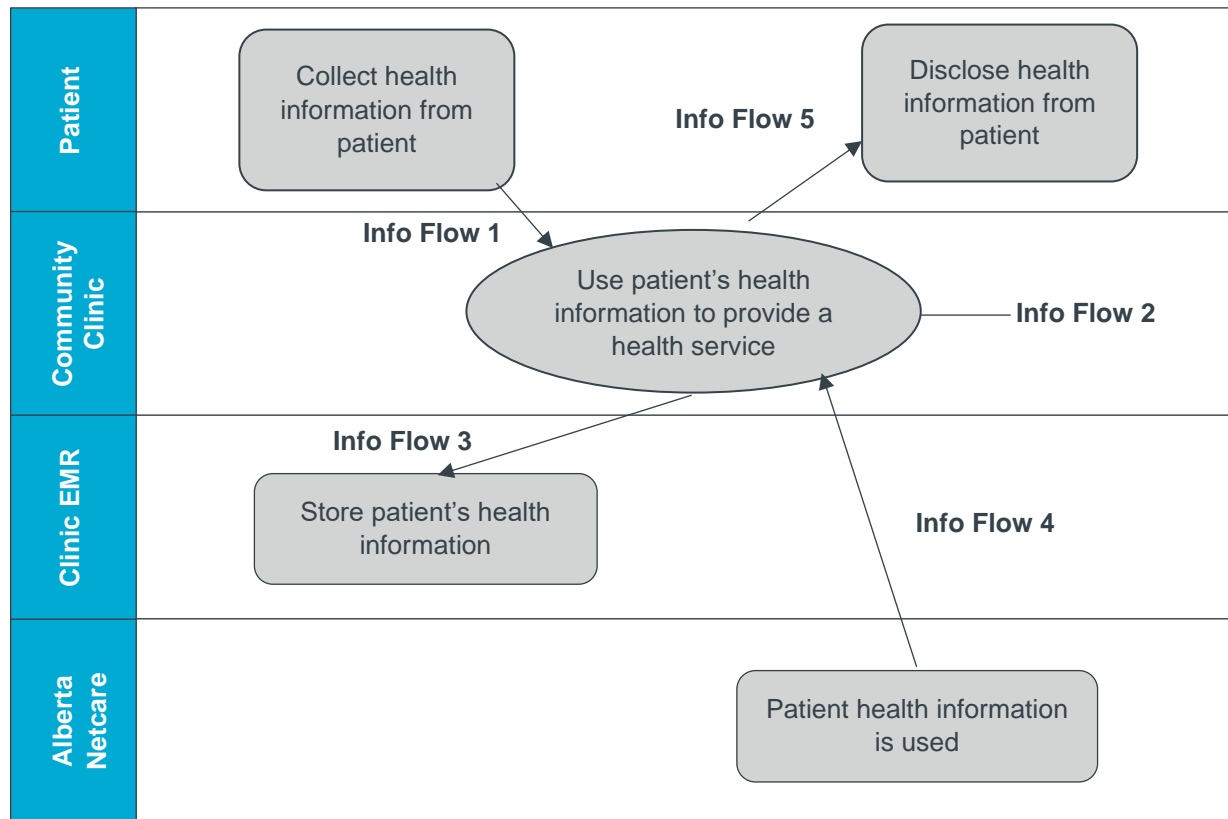 Patient
Collect health
information from
patient
Info Flow 5
Disclose health
information from
patient
Community
Clinic
Info Flow 1
Use patient’s health
information to provide a
health service
Info Flow 2
Clinic EMR
Info Flow 3
Store patient’s health
information
Info Flow 4
Alberta
Netcare
Patient health information
is used